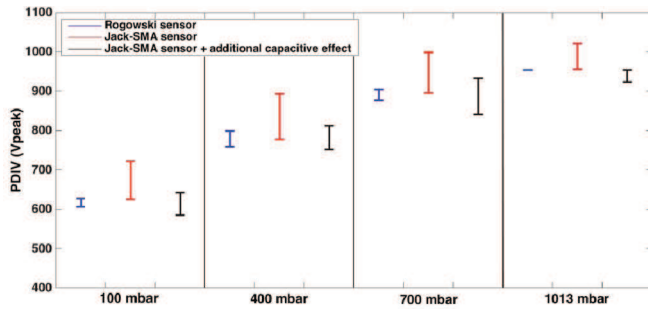 1100
1000
900
800
700
600
500
400
PDIV (Vpeak)
Rogowski sensor
Jack-SMA sensor
Jack-SMA sensor + additional capacitive effect
100 mbar
400 mbar
700 mbar
1013 mbar